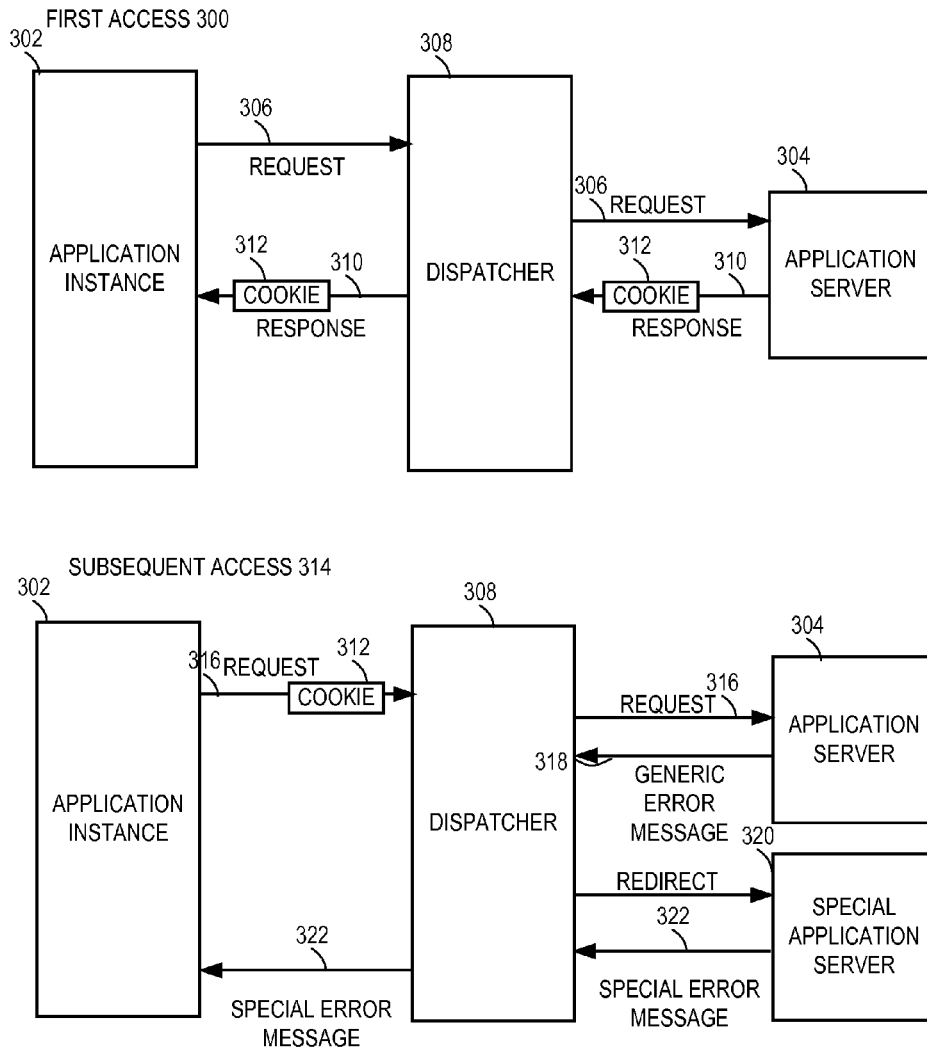 FIRST ACCESS 300
302
308
306
REQUEST
304
306
REQUEST
312
310
312
310
APPLICATION
INSTANCE
DISPATCHER
APPLICATION
SERVER
COOKIE
COOKIE
RESPONSE
RESPONSE
SUBSEQUENT ACCESS 314
302
308
304
316
REQUEST
312
COOKIE
REQUEST
316
APPLICATION
SERVER
318
GENERIC
ERROR
MESSAGE
APPLICATION
INSTANCE
DISPATCHER
320
REDIRECT
SPECIAL
APPLICATION
SERVER
322
322
SPECIAL ERROR
MESSAGE
SPECIAL ERROR
MESSAGE